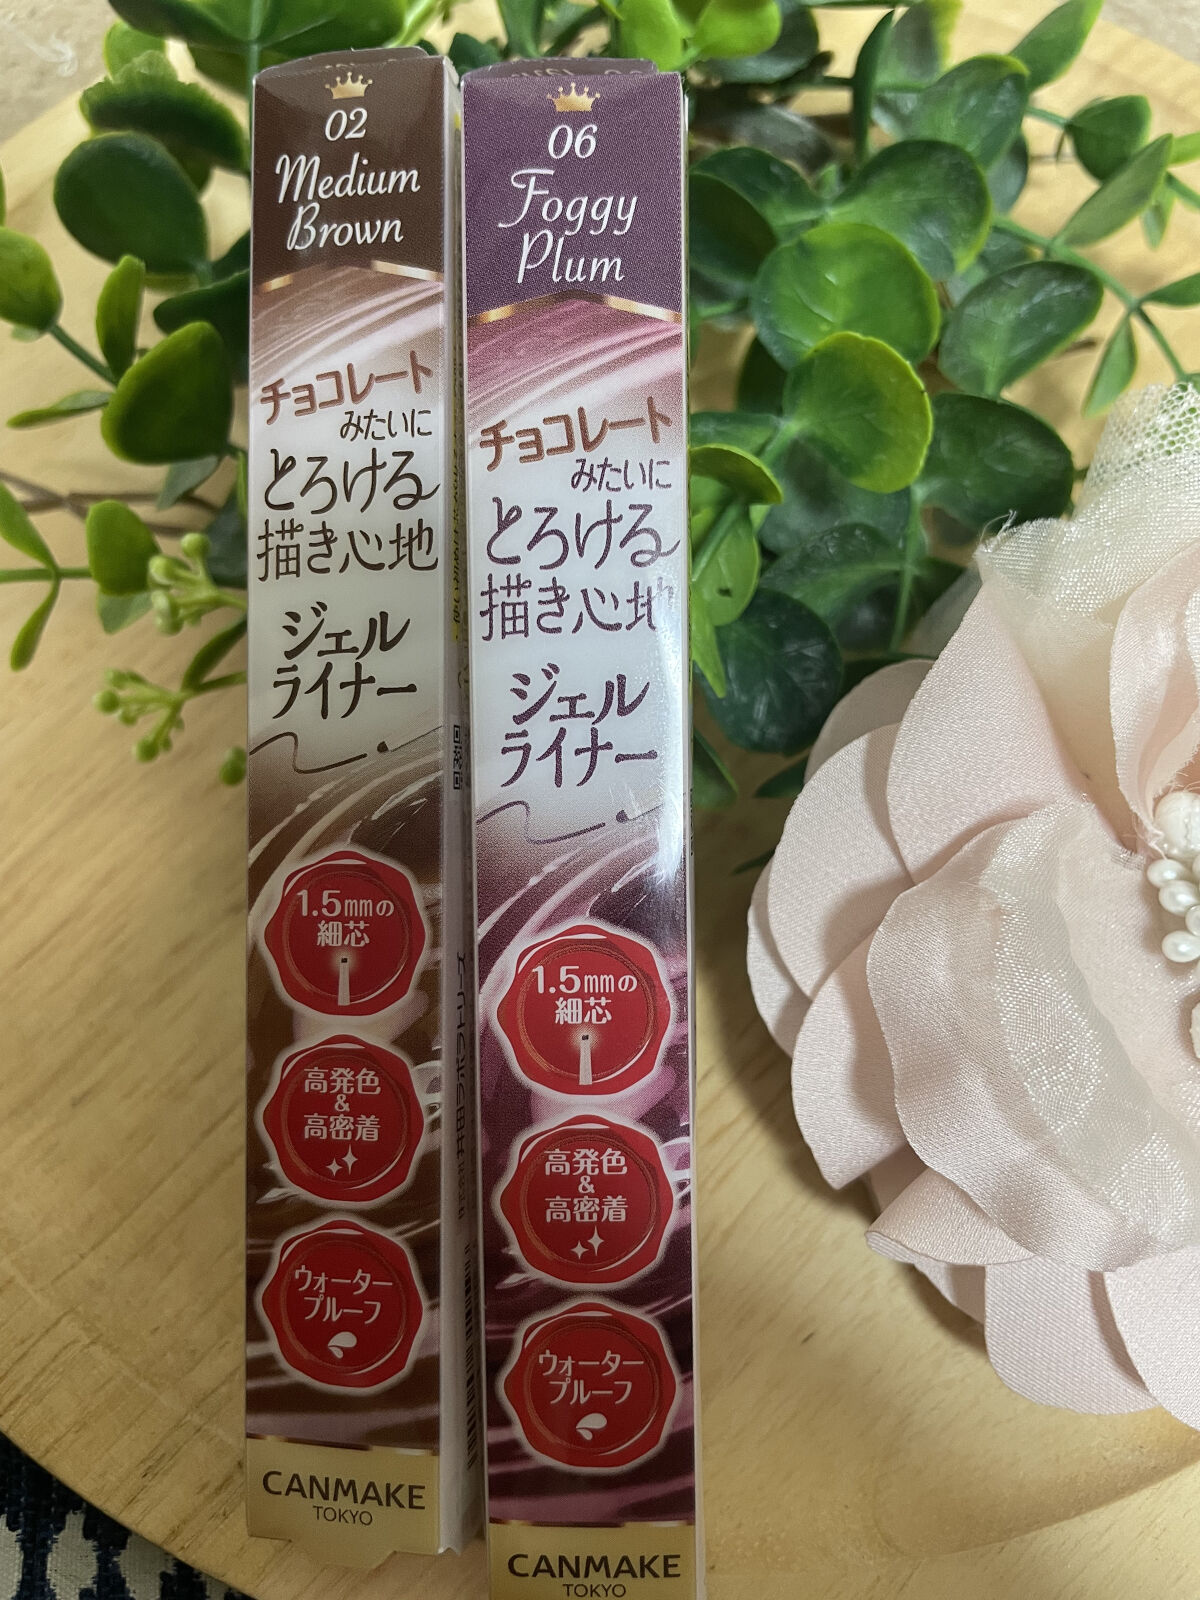 02
Medium
Brown
チョコレート
みたいに
とろける
描き心地
ジェル
ライナー
1.5mmの
細芯
高発色
&
高密着
ウォーター
プルーフ
CANMAKE
TOKYO
06
Foggy
Plum
チョコレート
みたいに
とろける
描き心地
ジェル
ライナー
1.5mmの
細芯
高発色
&
高密着
ウォーター
プルーフ
CANMAKE
TOKYO